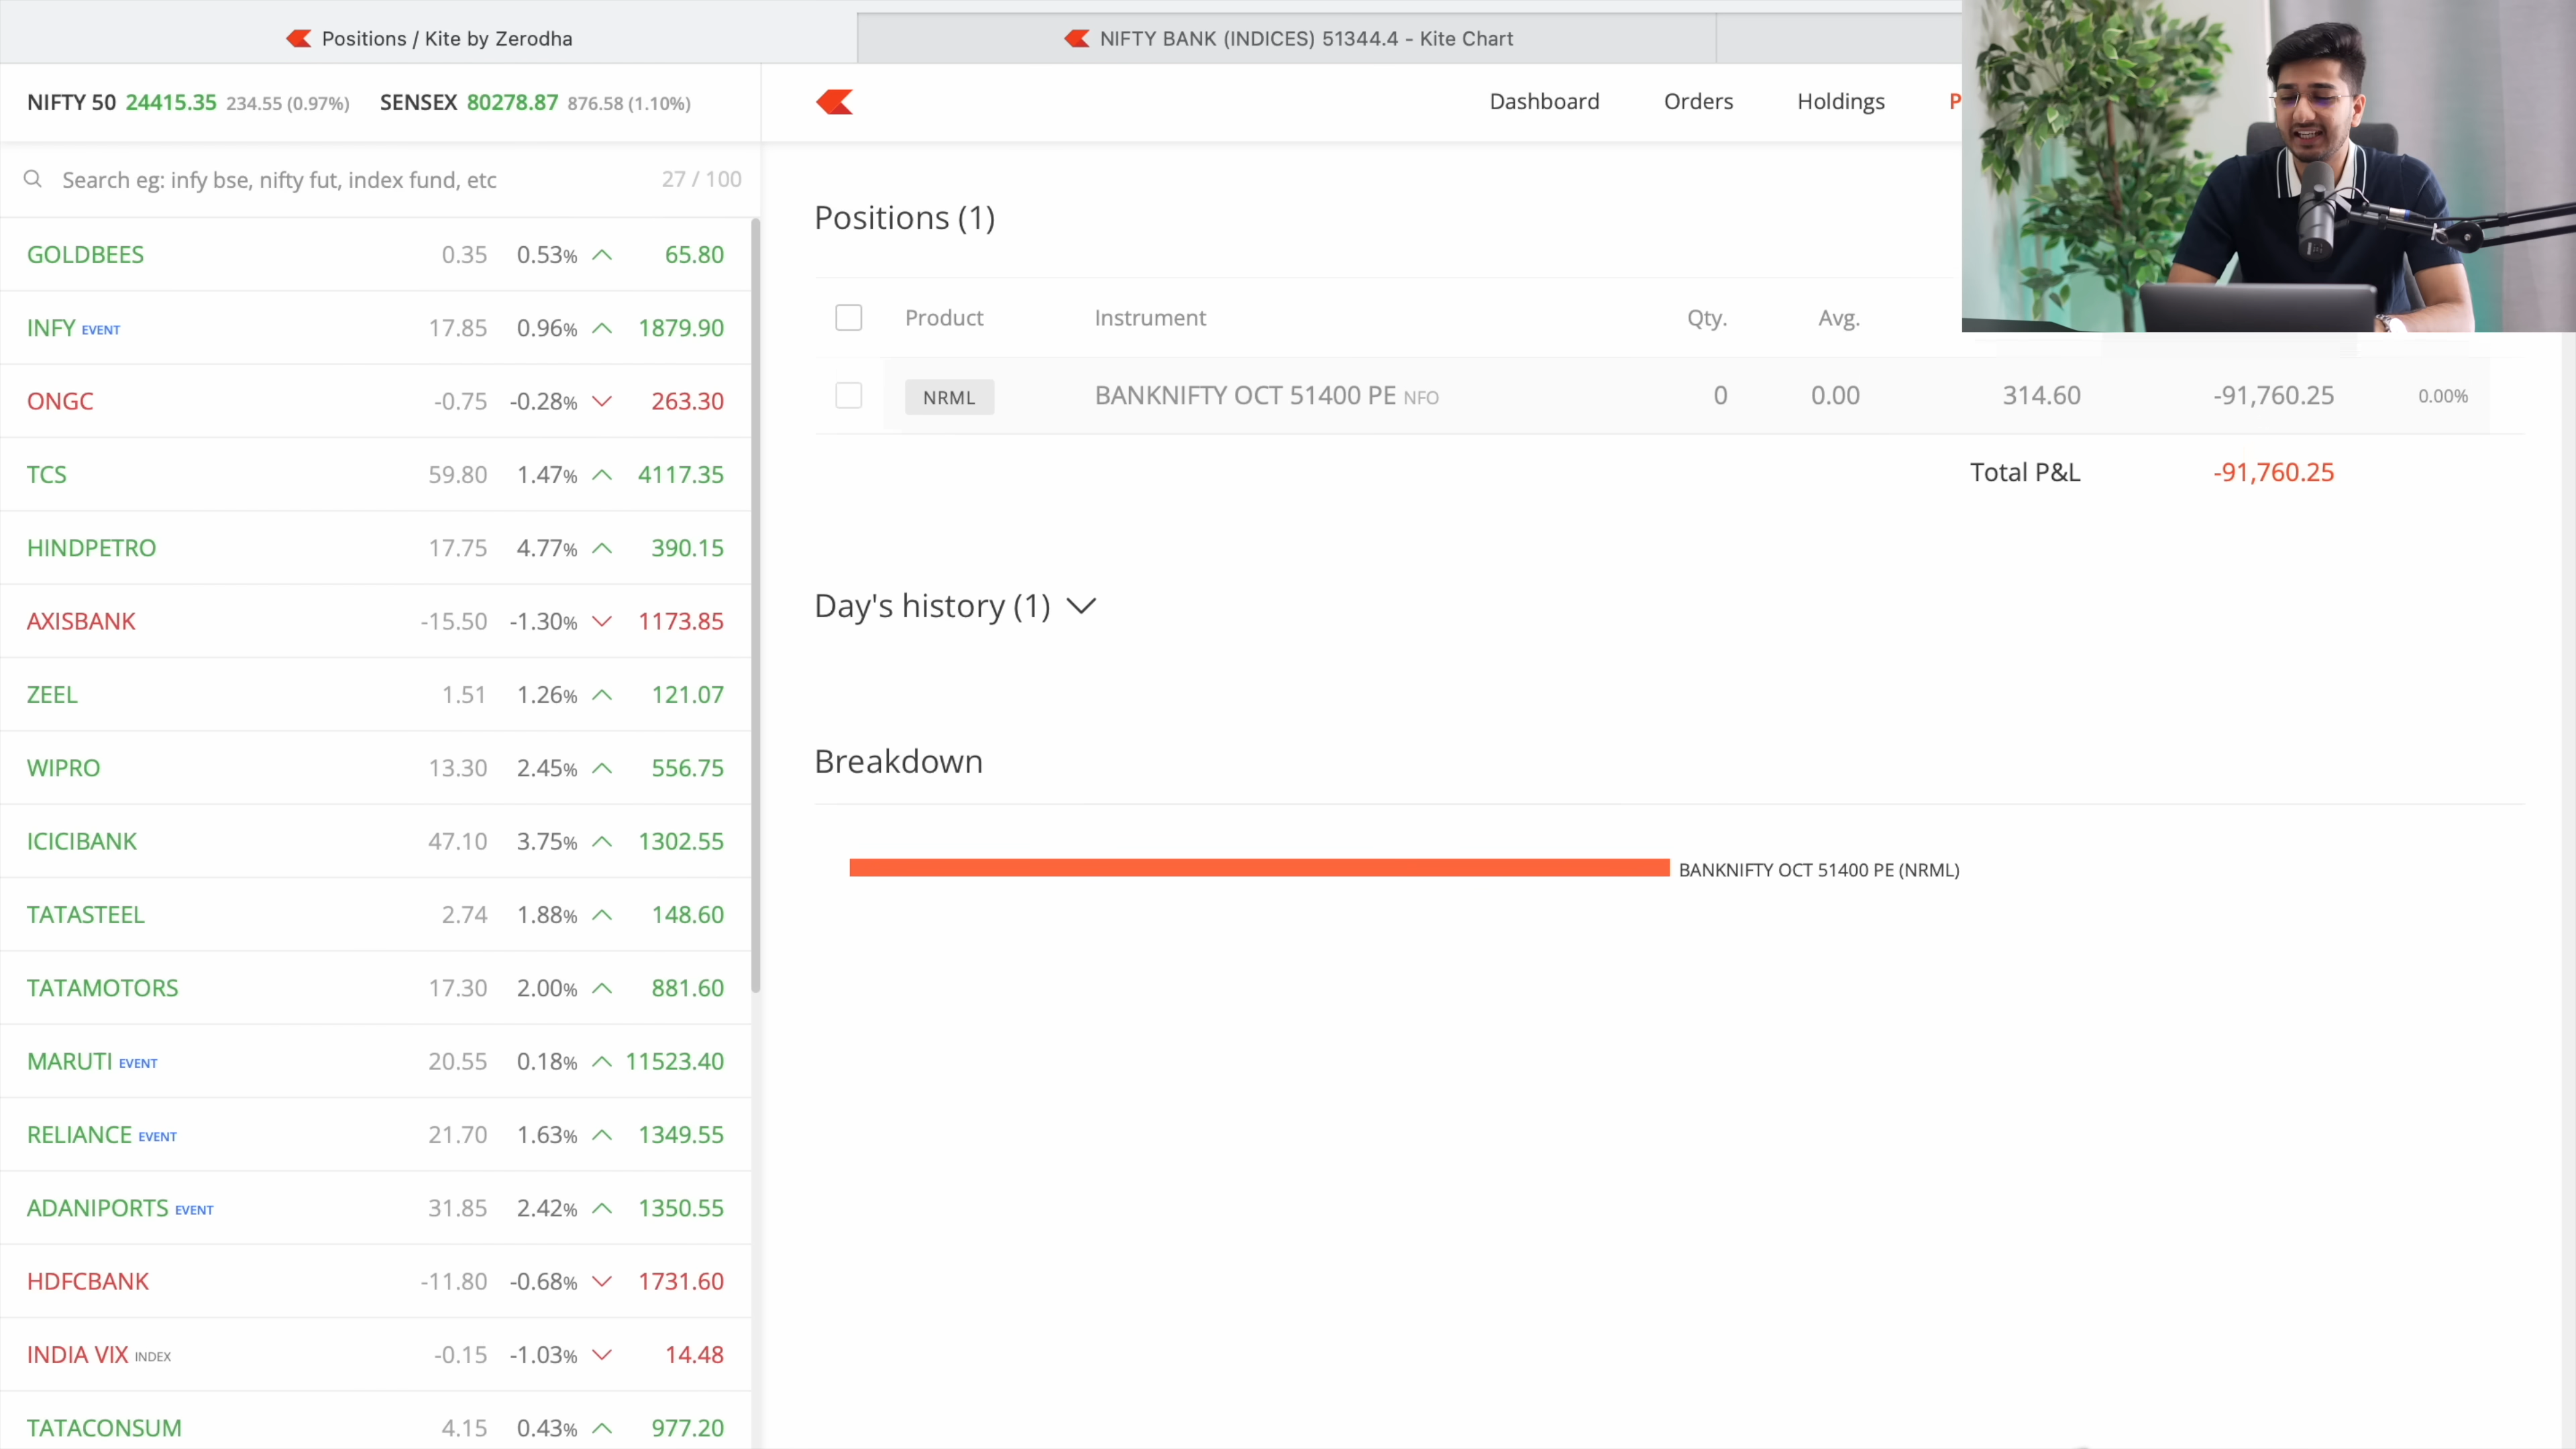 Positions / Kite by Zerodha
NIFTY BANK (INDICES) 51344.4 - Kite Chart
NIFTY 50 24415.35 234.55 (0.97%) SENSEX 80278.87 876.58 (1.10%)
Dashboard Orders Holdings P
Search eg: infy bse, nifty fut, index fund, etc 27 / 100
GOLDBEES 0.35 0.53% 65.80
INFY EVENT 17.85 0.96% 1879.90
ONGC -0.75 -0.28% 263.30
TCS 59.80 1.47% 4117.35
HINDPETRO 17.75 4.77% 390.15
AXISBANK -15.50 -1.30% 1173.85
ZEEL 1.51 1.26% 121.07
WIPRO 13.30 2.45% 556.75
ICICIBANK 47.10 3.75% 1302.55
TATASTEEL 2.74 1.88% 148.60
TATAMOTORS 17.30 2.00% 881.60
MARUTI EVENT 20.55 0.18% 11523.40
RELIANCE EVENT 21.70 1.63% 1349.55
ADANIPORTS EVENT 31.85 2.42% 1350.55
HDFCBANK -11.80 -0.68% 1731.60
INDIA VIX INDEX -0.15 -1.03% 14.48
TATACONSUM 4.15 0.43% 977.20
Positions (1)
Product Instrument Qty. Avg.
NRML BANKNIFTY OCT 51400 PE NFO 0 0.00 314.60 -91,760.25 0.00%
Total P&L -91,760.25
Day's history (1)
Breakdown
BANKNIFTY OCT 51400 PE (NRML)